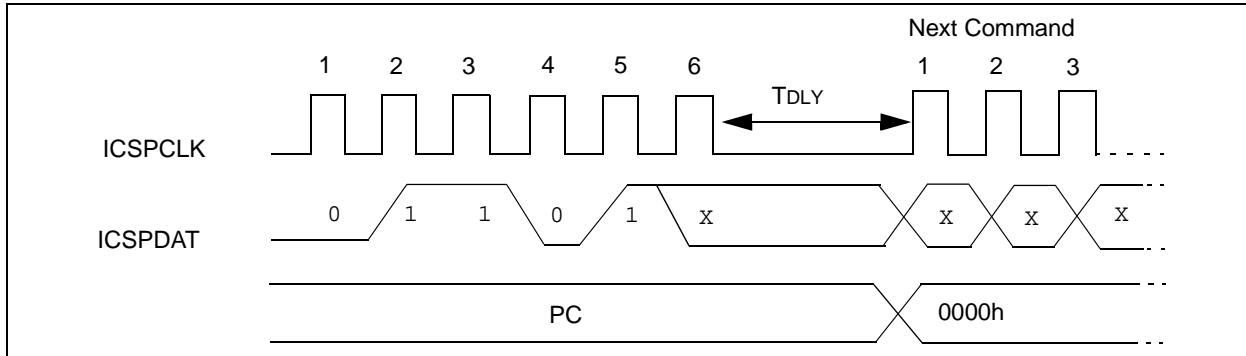 Next Command
1 2 3 4 5 6 1 2 3
TDLY
ICSPCLK
0 1 1 0 1 X X X X
ICSPDAT
PC 0000h